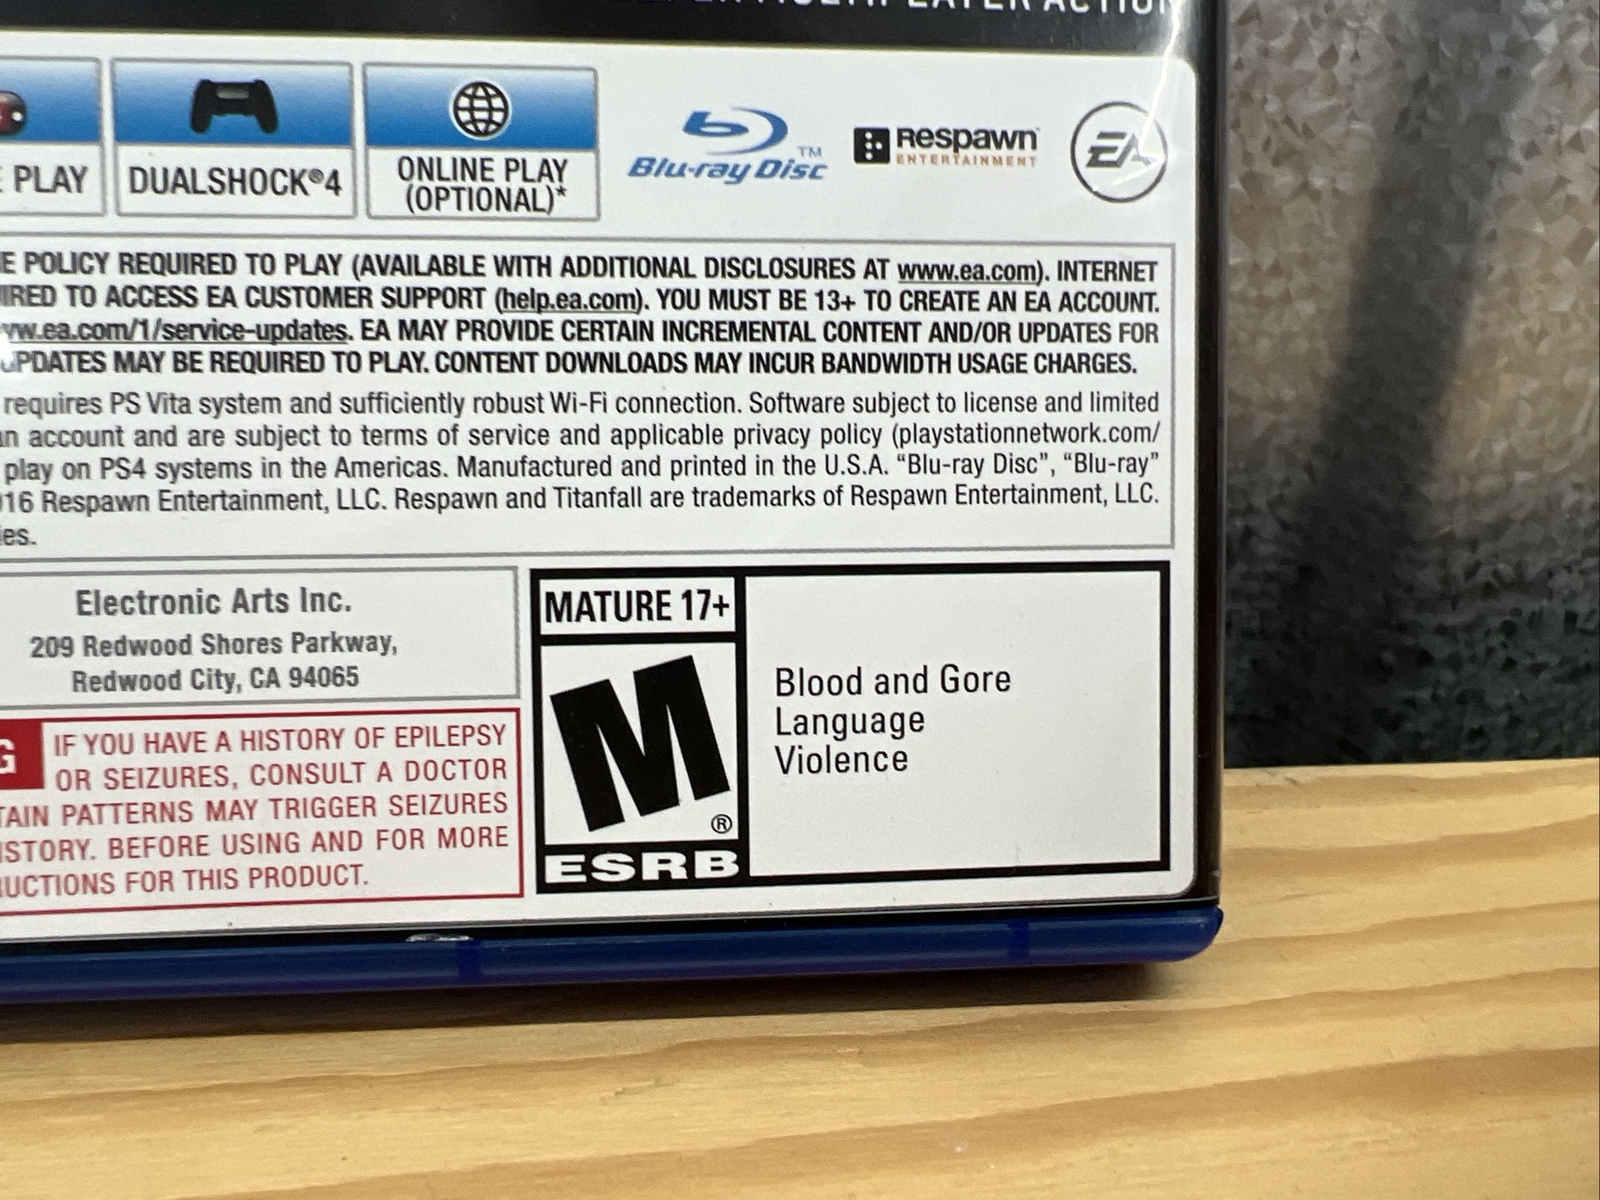 MULTIPLAYER ACTION
PLAY
DUALSHOCK®4
ONLINE PLAY
(OPTIONAL)*
Blu-ray Disc™
Respawn™
ENTERTAINMENT
EA
E POLICY REQUIRED TO PLAY (AVAILABLE WITH ADDITIONAL DISCLOSURES AT www.ea.com). INTERNET
IRED TO ACCESS EA CUSTOMER SUPPORT (help.ea.com). YOU MUST BE 13+ TO CREATE AN EA ACCOUNT.
ww.ea.com/1/service-updates. EA MAY PROVIDE CERTAIN INCREMENTAL CONTENT AND/OR UPDATES FOR
UPDATES MAY BE REQUIRED TO PLAY. CONTENT DOWNLOADS MAY INCUR BANDWIDTH USAGE CHARGES.
requires PS Vita system and sufficiently robust Wi-Fi connection. Software subject to license and limited
an account and are subject to terms of service and applicable privacy policy (playstationnetwork.com/
play on PS4 systems in the Americas. Manufactured and printed in the U.S.A. “Blu-ray Disc”, “Blu-ray”
16 Respawn Entertainment, LLC. Respawn and Titanfall are trademarks of Respawn Entertainment, LLC.
ies.
Electronic Arts Inc.
209 Redwood Shores Parkway,
Redwood City, CA 94065
G IF YOU HAVE A HISTORY OF EPILEPSY
OR SEIZURES, CONSULT A DOCTOR
TAIN PATTERNS MAY TRIGGER SEIZURES
ISTORY. BEFORE USING AND FOR MORE
RUCTIONS FOR THIS PRODUCT.
MATURE 17+
M®
ESRB
Blood and Gore
Language
Violence